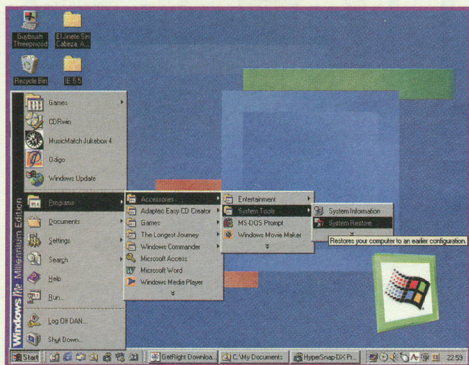 Guybrush
Threepwood
El Jinete Sin
Cabeza, A...
Recycle Bin
IE 5.5
Games
CDRwin
MusicMatch Jukebox 4
Odigo
Windows Update
Programs
Documents
Settings
Search
Help
Run...
Log Off DAN...
Shut Down...
Windows Me Millennium Edition
Accessories
Adaptec Easy CD Creator
Games
The Longest Journey
Windows Commander
Microsoft Access
Microsoft Word
Windows Media Player
Entertainment
System Tools
MS-DOS Prompt
Windows Movie Maker
System Information
System Restore
Restores your computer to an earlier configuration.
Start
GetRight Downloa...
C:\My Documents
HyperSnap-DX Pr...
22:59